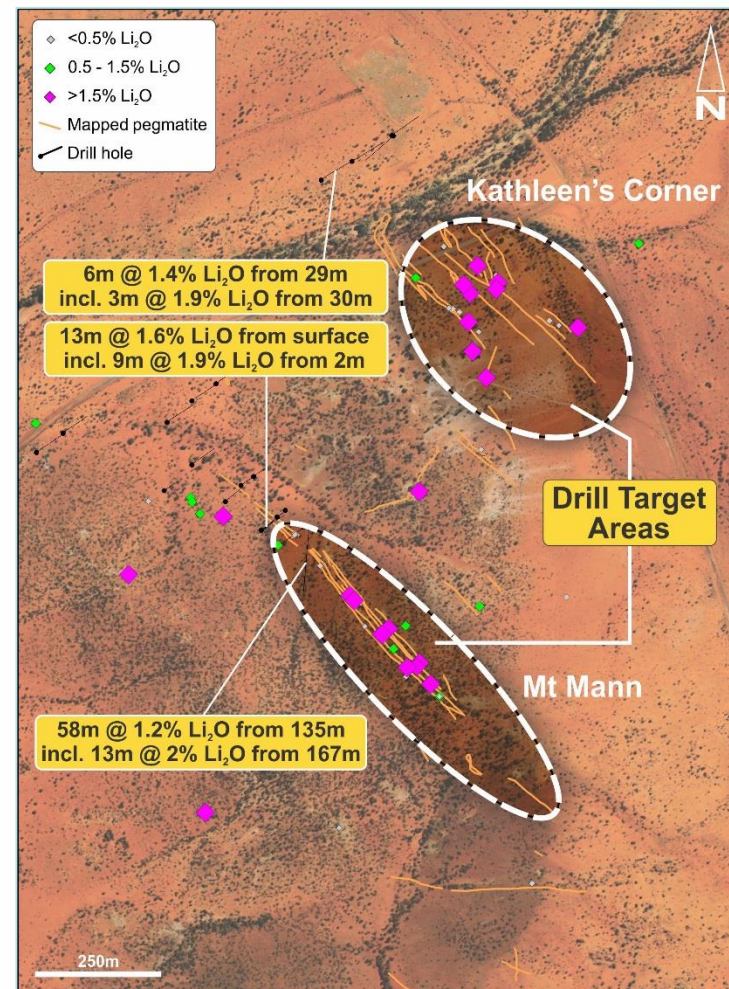 <0.5% Li₂O
0.5 - 1.5% Li₂O
>1.5% Li₂O
Mapped pegmatite
Drill hole
N
Kathleen's Corner
6m @ 1.4% Li₂O from 29m
incl. 3m @ 1.9% Li₂O from 30m
13m @ 1.6% Li₂O from surface
incl. 9m @ 1.9% Li₂O from 2m
Drill Target
Areas
Mt Mann
58m @ 1.2% Li₂O from 135m
incl. 13m @ 2% Li₂O from 167m
250m